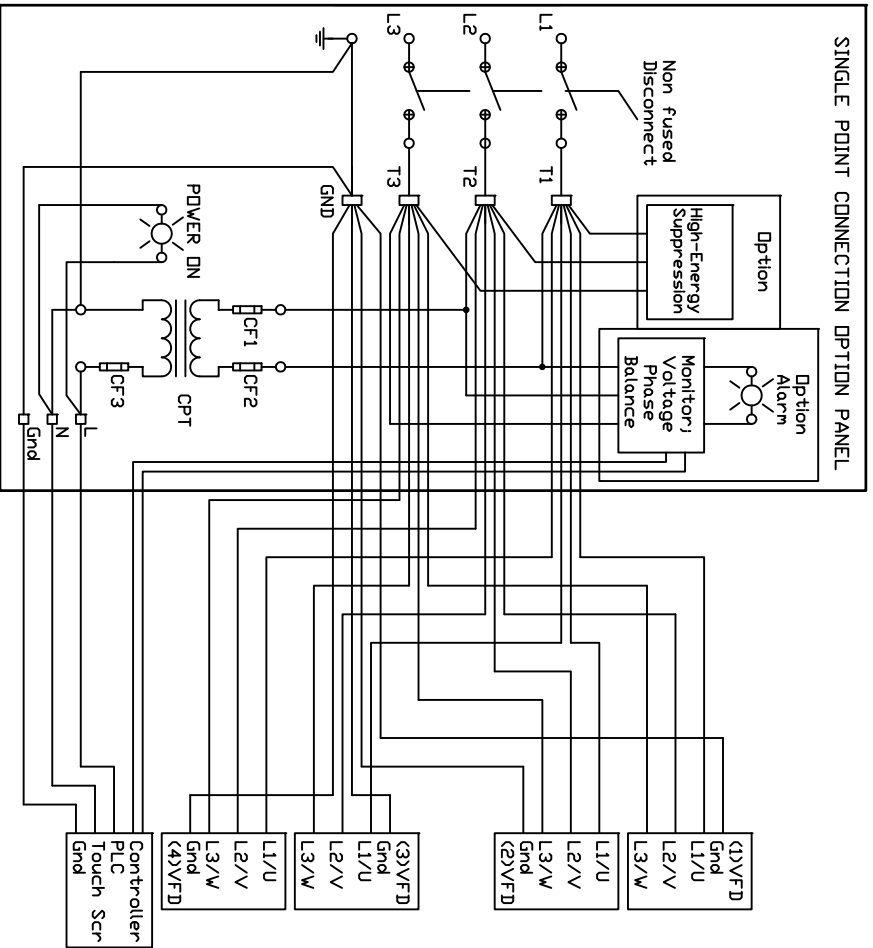 SINGLE POINT CONNECTION OPTION PANEL
L1
L2
L3
Non fused
Disconnect
T1
T2
T3
GND
Option
High-Energy
Suppression
Option
Alarm
Monitor;
Voltage
Phase
Balance
POWER ON
CF1
CF2
CPT
CF3
L
N
Gnd
(1)VFD
Gnd
L1/U
L2/V
L3/W
L1/U
L2/V
L3/W
Gnd
(2)VFD
(3)VFD
Gnd
L1/U
L2/V
L3/W
L1/U
L2/V
L3/W
Gnd
(4)VFD
Controller
PLC
Touch Scr
Gnd